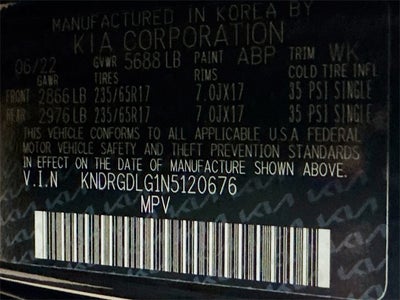 MANUFACTURED IN KOREA BY
KIA CORPORATION
06/22 GVWR 5688 LB PAINT ABP TRIM WK
GAWR TIRES RIMS COLD TIRE INFL
FRONT 2866 LB 235/65R17 7.0JX17 35 PSI SINGLE
REAR 2976 LB 235/65R17 7.0JX17 35 PSI SINGLE
THIS VEHICLE CONFORMS TO ALL APPLICABLE U.S.A FEDERAL
MOTOR VEHICLE SAFETY AND THEFT PREVENTION STANDARDS
IN EFFECT ON THE DATE OF MANUFACTURE SHOWN ABOVE.
V.I.N KNDRGDLG1N5120676
MPV